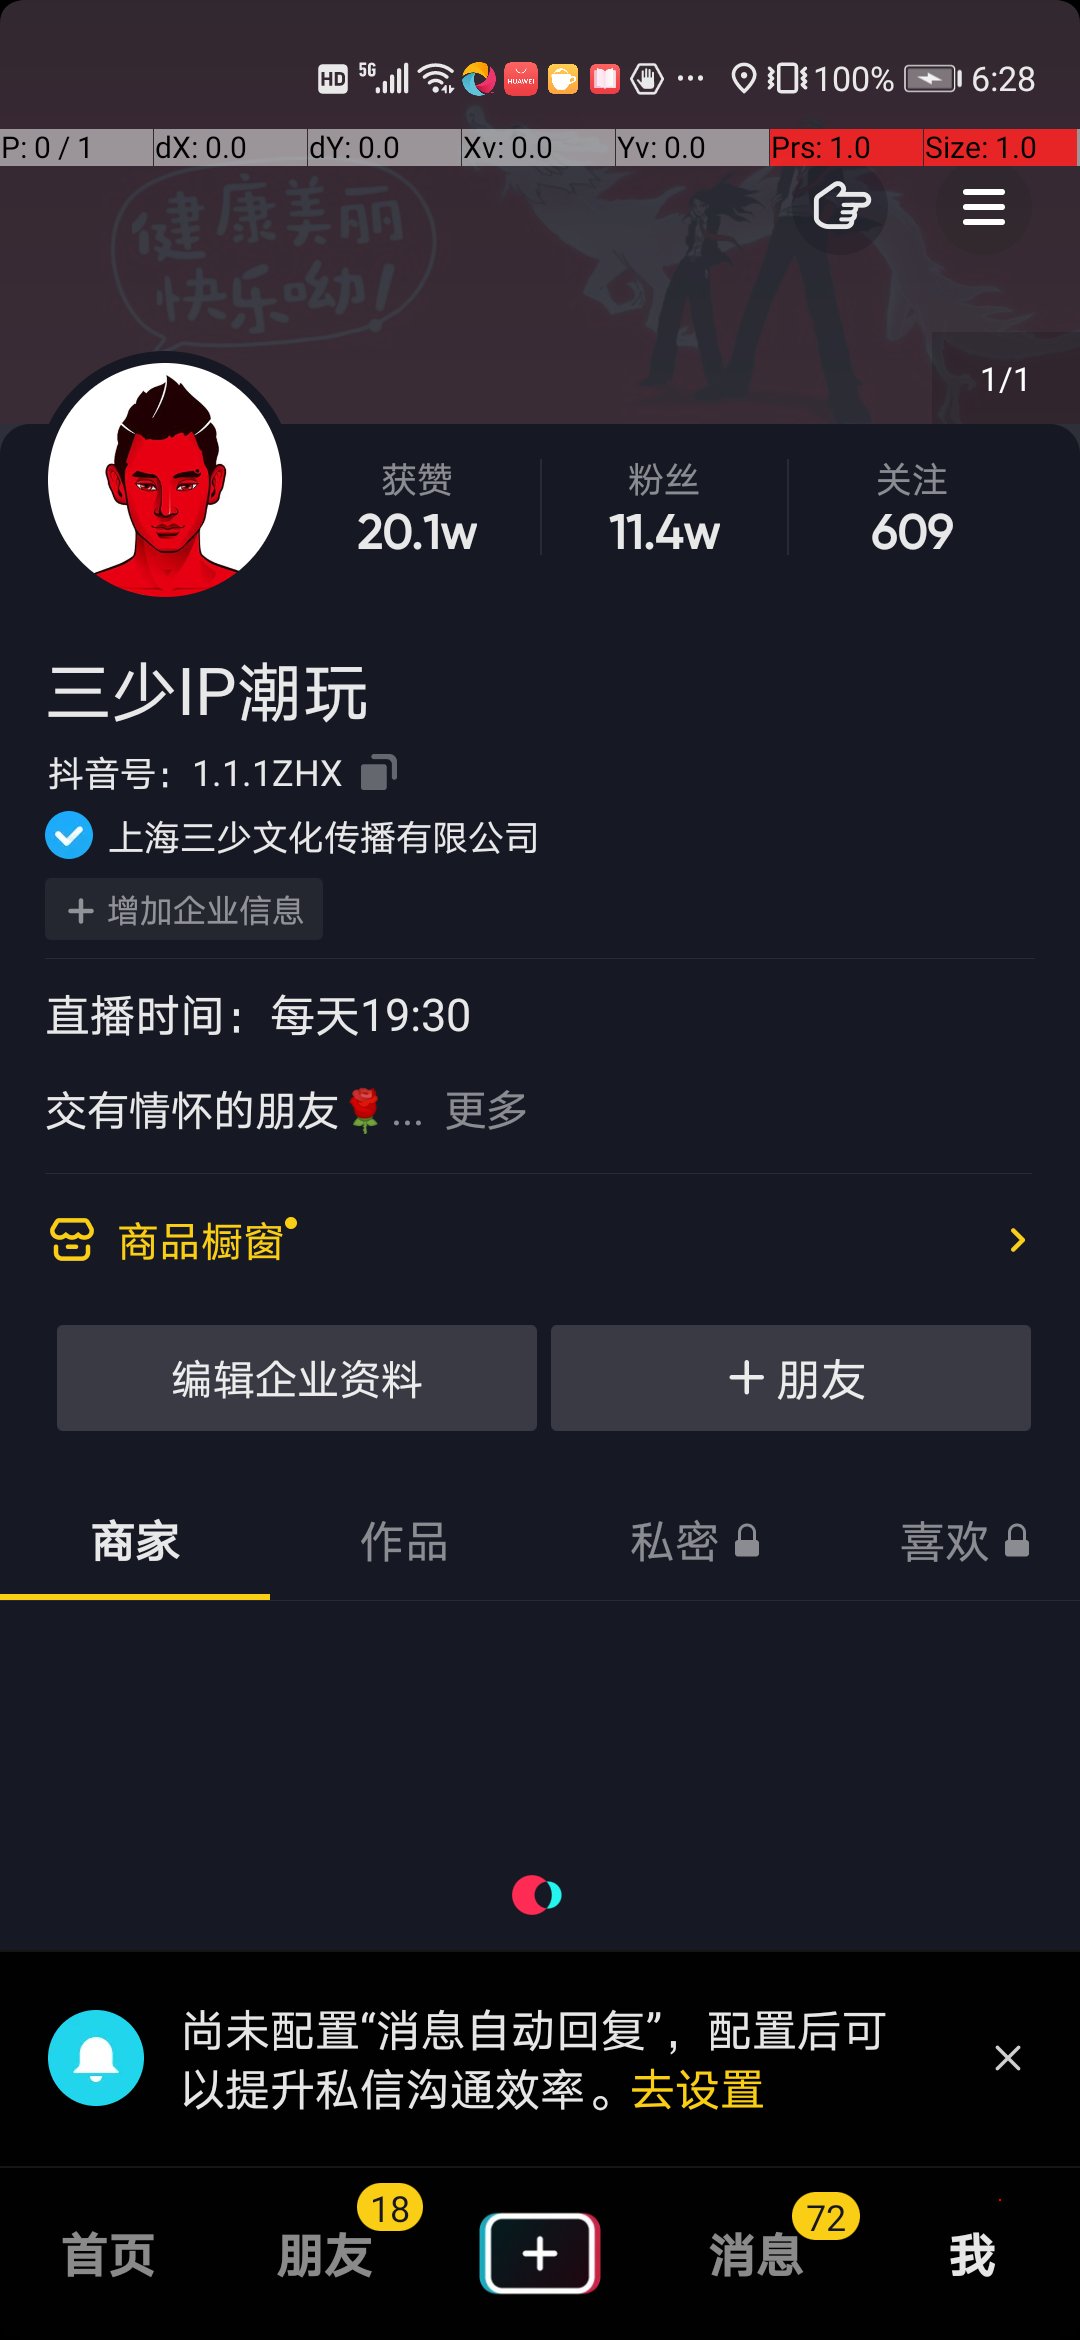 HD 5G HUAWEI 100% 6:28
P: 0 / 1 dX: 0.0 dY: 0.0 Xv: 0.0 Yv: 0.0 Prs: 1.0 Size: 1.0
健康美丽
快乐呦！
1/1
获赞 粉丝 关注
20.1w 11.4w 609
三少IP潮玩
抖音号：1.1.1ZHX
上海三少文化传播有限公司
+ 增加企业信息
直播时间：每天19:30
交有情怀的朋友🌹... 更多
商品橱窗
编辑企业资料 + 朋友
商家 作品 私密 喜欢
尚未配置“消息自动回复”，配置后可
以提升私信沟通效率。去设置
首页 朋友 18 消息 72 我